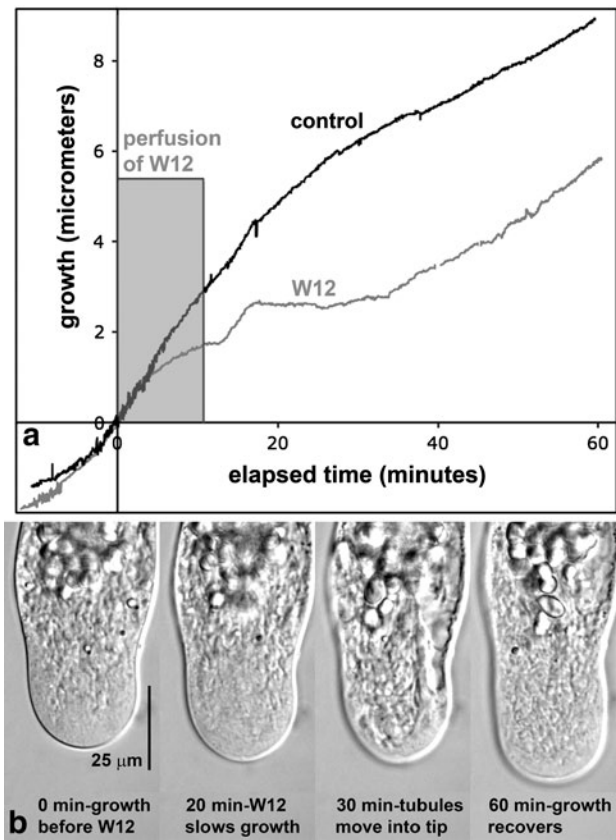 growth (micrometers)
8
6
4
2
0
perfusion
of W12
control
W12
a
0
20
40
60
elapsed time (minutes)
25 μm
b
0 min-growth
before W12
20 min-W12
slows growth
30 min-tubules
move into tip
60 min-growth
recovers